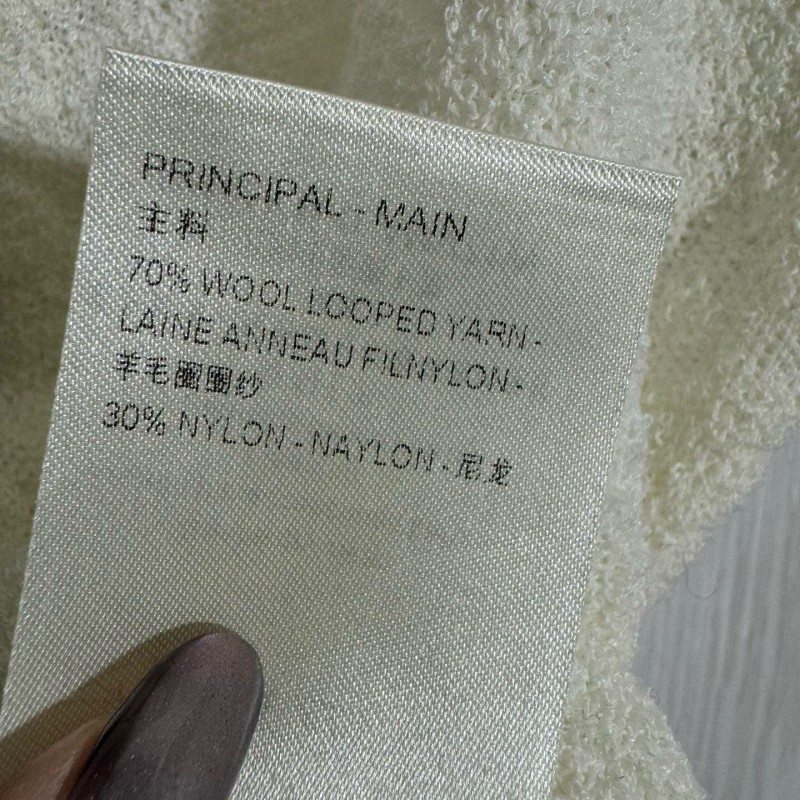 PRINCIPAL - MAIN
主料
70% WOOL LOOPED YARN -
LAINE ANNEAU FILNYLON -
羊毛圈圈纱
30% NYLON - NAYLON - 尼龙